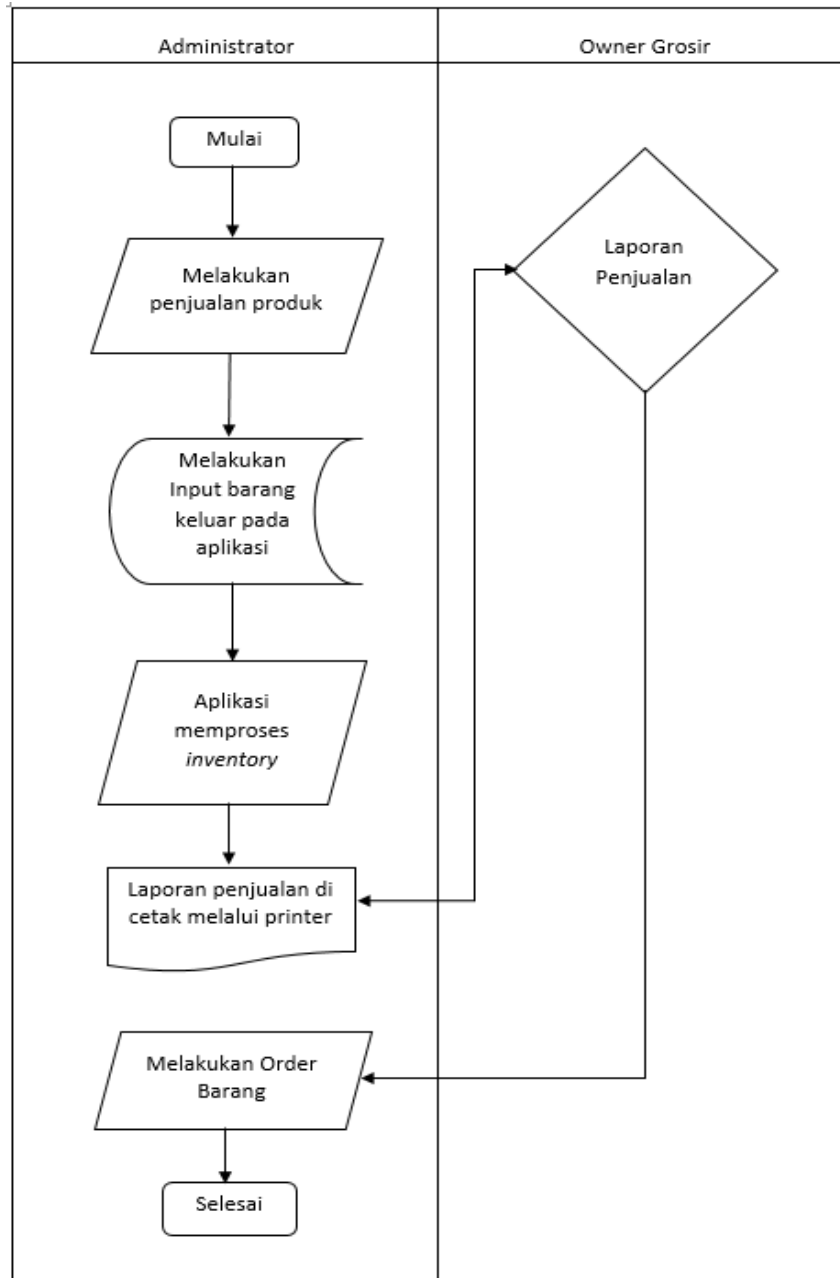 Administrator
Owner Grosir
Mulai
Melakukan
penjualan produk
Laporan
Penjualan
Melakukan
Input barang
keluar pada
aplikasi
Aplikasi
memproses
inventory
Laporan penjualan di
cetak melalui printer
Melakukan Order
Barang
Selesai